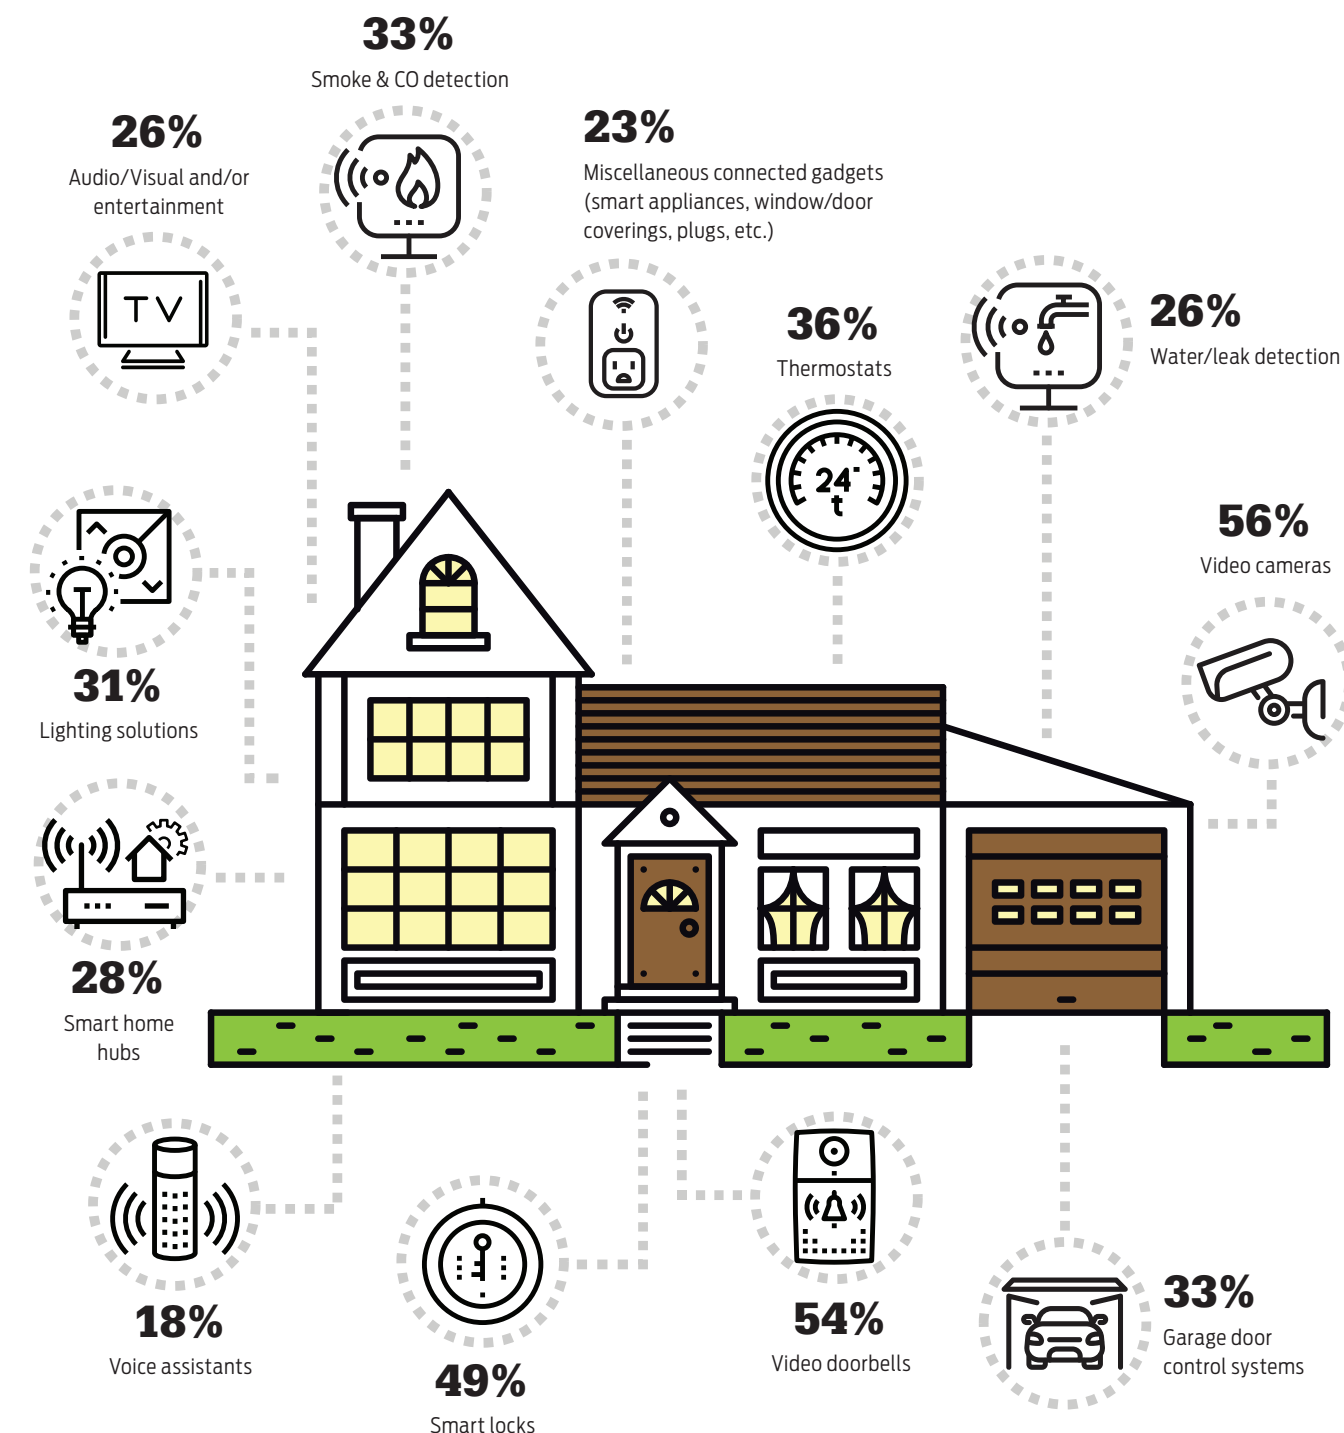 33%
Smoke & CO detection
26%
Audio/Visual and/or
entertainment
23%
Miscellaneous connected gadgets
(smart appliances, window/door
coverings, plugs, etc.)
TV
36%
Thermostats
24
t
26%
Water/leak detection
56%
Video cameras
31%
Lighting solutions
28%
Smart home
hubs
18%
Voice assistants
49%
Smart locks
54%
Video doorbells
33%
Garage door
control systems